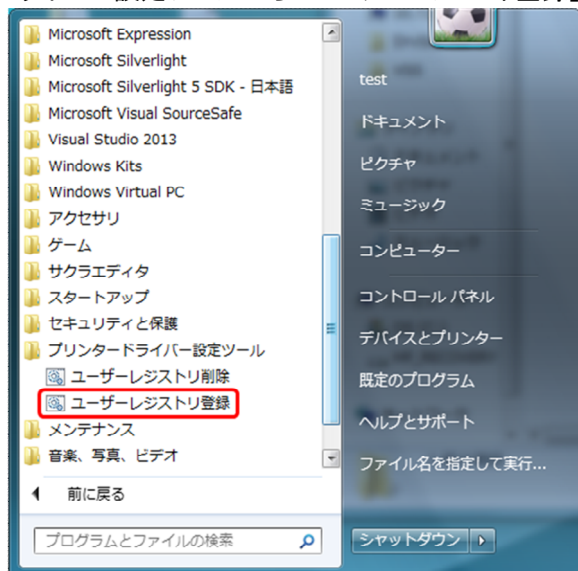 Microsoft Expression
Microsoft Silverlight
Microsoft Silverlight 5 SDK - 日本語
Microsoft Visual SourceSafe
Visual Studio 2013
Windows Kits
Windows Virtual PC
アクセサリ
ゲーム
サクラエディタ
スタートアップ
セキュリティと保護
プリンタードライバー設定ツール
ユーザーレジストリ削除
ユーザーレジストリ登録
メンテナンス
音楽、写真、ビデオ
前に戻る
プログラムとファイルの検索
test
ドキュメント
ピクチャ
ミュージック
コンピューター
コントロール パネル
デバイスとプリンター
既定のプログラム
ヘルプとサポート
ファイル名を指定して実行...
シャットダウン